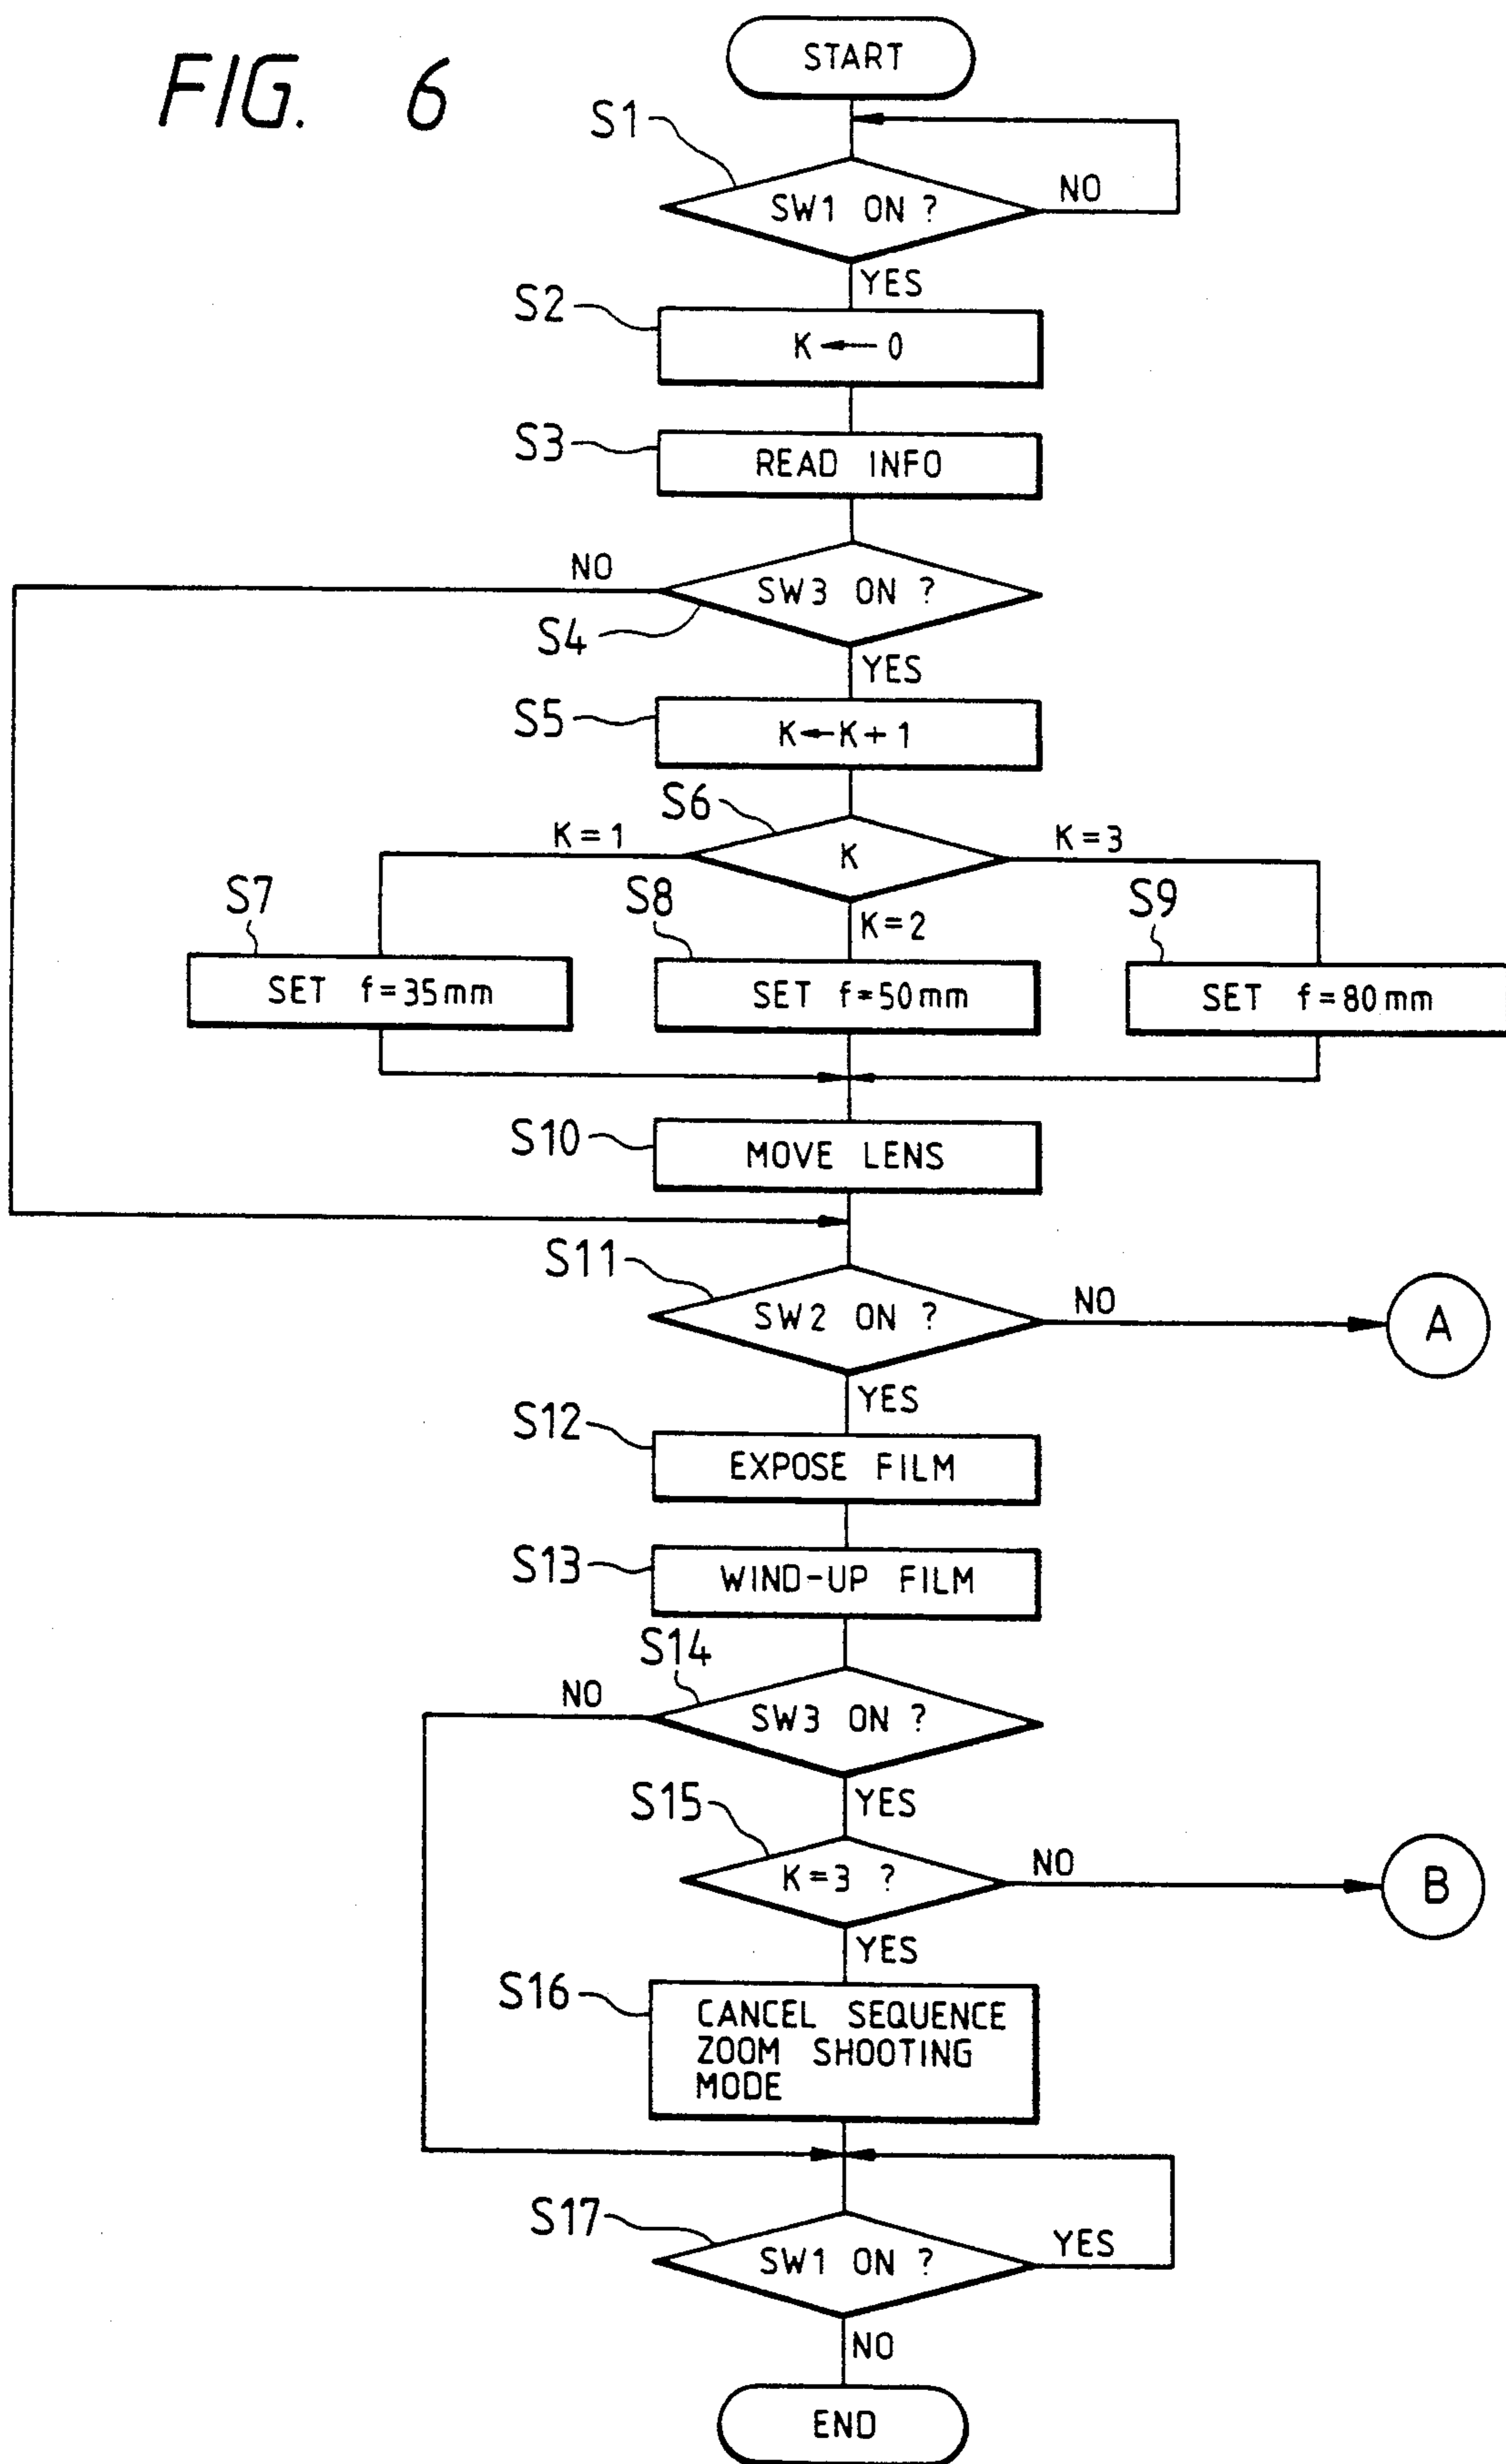 FIG. 6
START
S1
SW1 ON ?
NO
YES
S2
K ← 0
S3
READ INFO
NO
SW3 ON ?
S4
YES
S5
K←K+1
S6
K=1
K
K=3
S7
S8
K=2
S9
SET f=35mm
SET f=50mm
SET f=80mm
S10
MOVE LENS
S11
SW2 ON ?
NO
A
YES
S12
EXPOSE FILM
S13
WIND-UP FILM
S14
NO
SW3 ON ?
S15
YES
K=3 ?
NO
B
YES
S16
CANCEL SEQUENCE
ZOOM SHOOTING
MODE
S17
SW1 ON ?
YES
NO
END